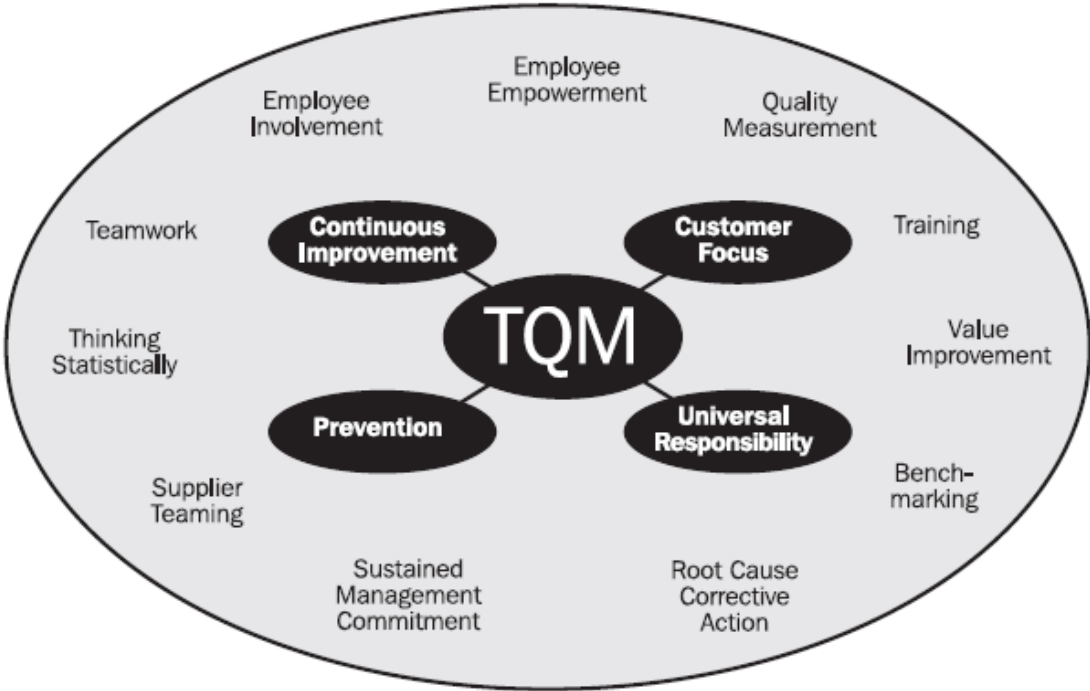 Employee
Empowerment
Employee
Involvement
Quality
Measurement
Teamwork
Continuous
Improvement
Customer
Focus
Training
TQM
Thinking
Statistically
Value
Improvement
Prevention
Universal
Responsibility
Supplier
Teaming
Bench-
marking
Sustained
Management
Commitment
Root Cause
Corrective
Action